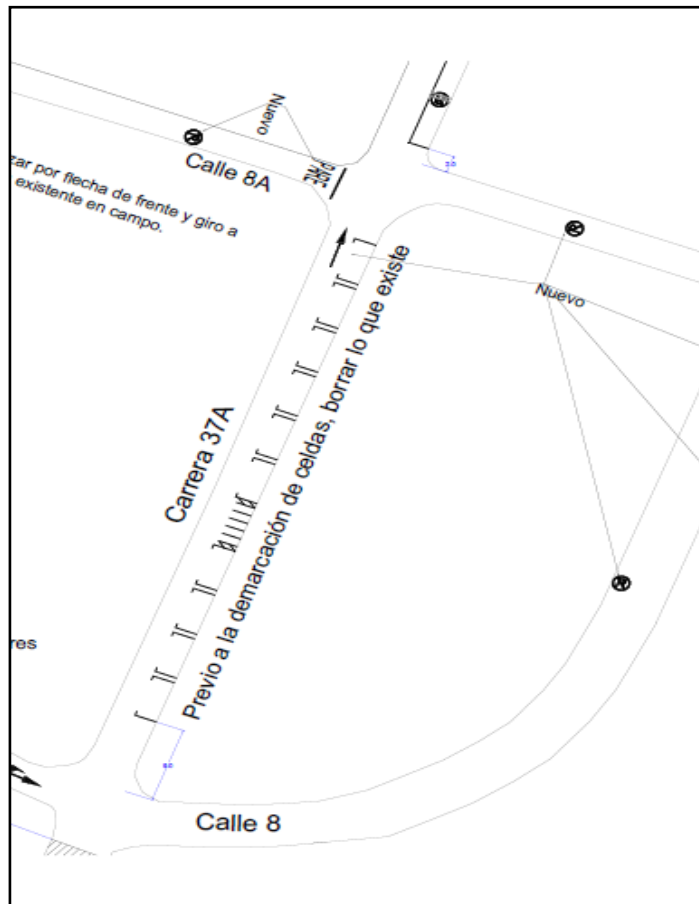 Nuevo
Calle 8A
zar por flecha de frente y giro a
existente en campo.
PARE
Nuevo
Previo a la demarcación de celdas, borrar lo que existe
Carrera 37A
res
Calle 8